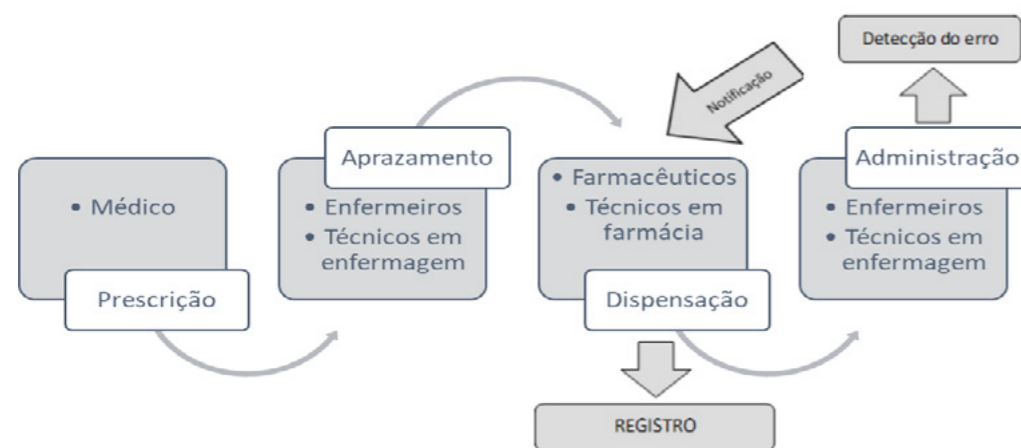 Detecção do erro
Notificação
• Médico
Prescrição
Aprazamento
• Enfermeiros
• Técnicos em
enfermagem
• Farmacêuticos
• Técnicos em
farmácia
Dispensação
Administração
• Enfermeiros
• Técnicos em
enfermagem
REGISTRO